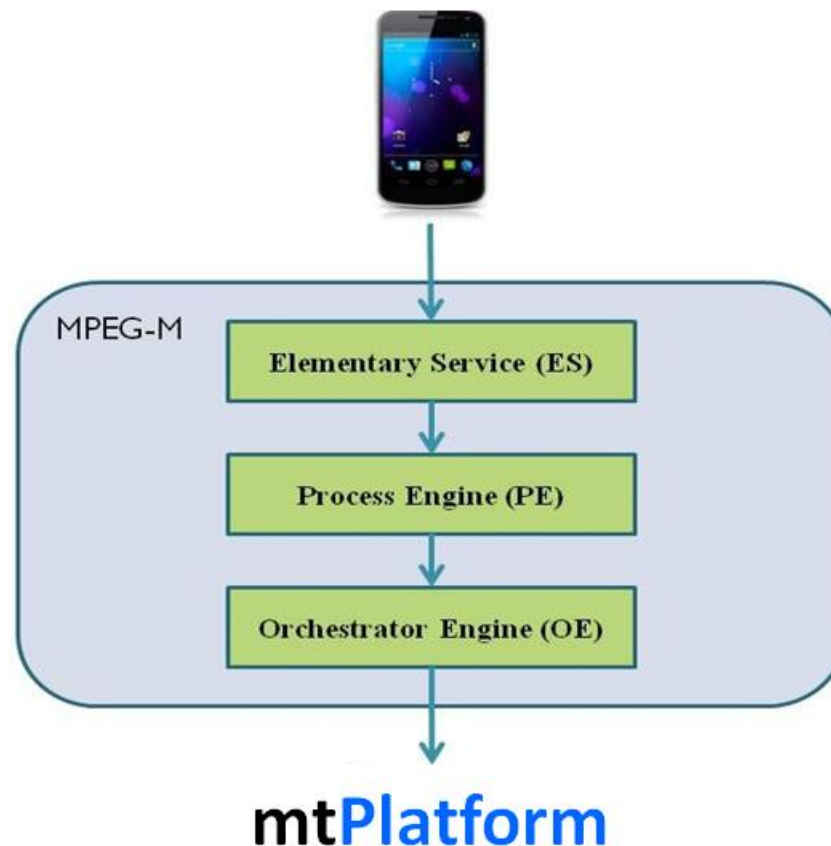 MPEG-M
Elementary Service (ES)
Process Engine (PE)
Orchestrator Engine (OE)
mtPlatform